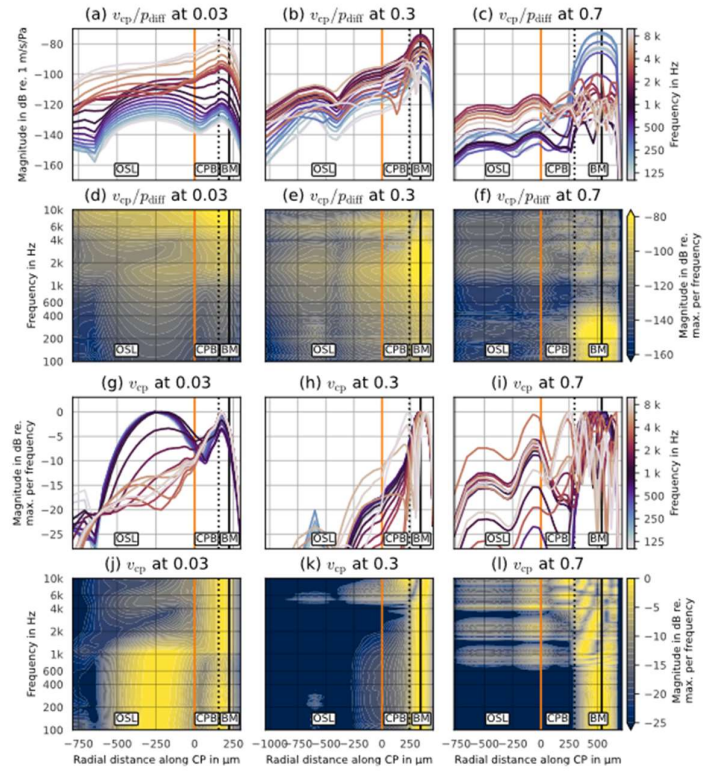 (a) v_cp/p_diff at 0.03
(b) v_cp/p_diff at 0.3
(c) v_cp/p_diff at 0.7
Magnitude in dB re. 1 m/s/Pa
−80
−100
−120
−140
−160
OSL
CPB
BM
OSL
CPB
BM
OSL
CPB
BM
8 k
4 k
2 k
1 k
500
250
125
Frequency in Hz
(d) v_cp/p_diff at 0.03
(e) v_cp/p_diff at 0.3
(f) v_cp/p_diff at 0.7
Frequency in Hz
10k
6k
4k
2k
1k
600
400
200
100
OSL
CPB
BM
OSL
CPB
BM
OSL
CPB
BM
−80
−100
−120
−140
−160
Magnitude in dB re.
max. per frequency
(g) v_cp at 0.03
(h) v_cp at 0.3
(i) v_cp at 0.7
Magnitude in dB re.
max. per frequency
0
−5
−10
−15
−20
−25
OSL
CPB
BM
OSL
CPB
BM
OSL
CPB
BM
8 k
4 k
2 k
1 k
500
250
125
Frequency in Hz
(j) v_cp at 0.03
(k) v_cp at 0.3
(l) v_cp at 0.7
Frequency in Hz
10k
6k
4k
2k
1k
600
400
200
100
OSL
CPB
BM
OSL
CPB
BM
OSL
CPB
BM
0
−5
−10
−15
−20
−25
Magnitude in dB re.
max. per frequency
−750 −500 −250 0 250
−1000 −750 −500 −250 0 250
−750 −500 −250 0 250 500
Radial distance along CP in µm
Radial distance along CP in µm
Radial distance along CP in µm